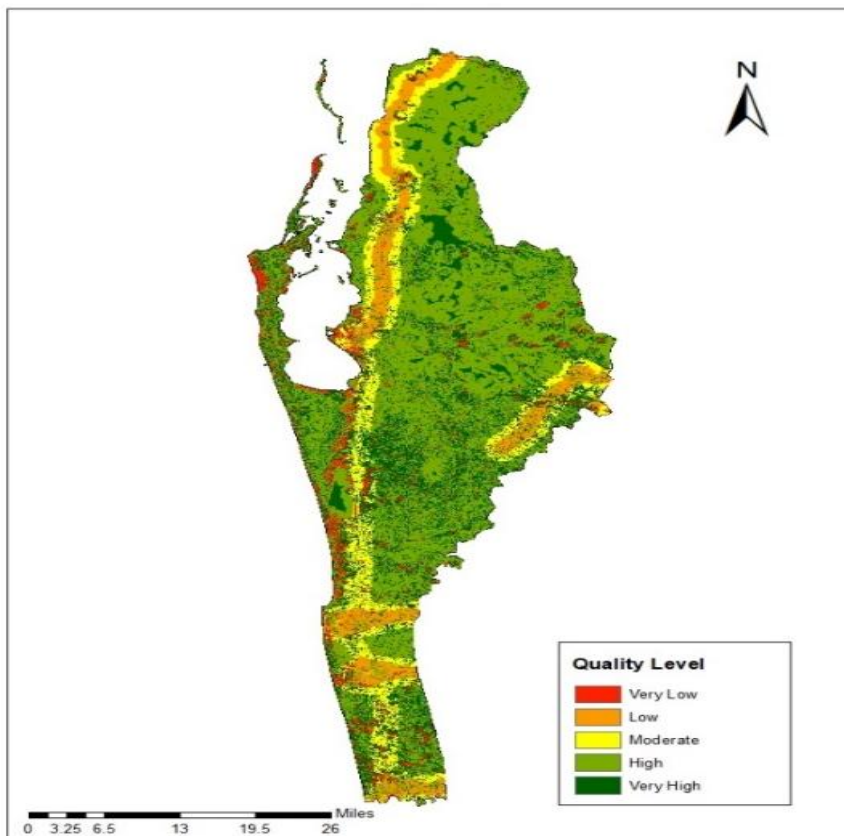 N
Quality Level
Very Low
Low
Moderate
High
Very High
Miles
0 3.25 6.5 13 19.5 26